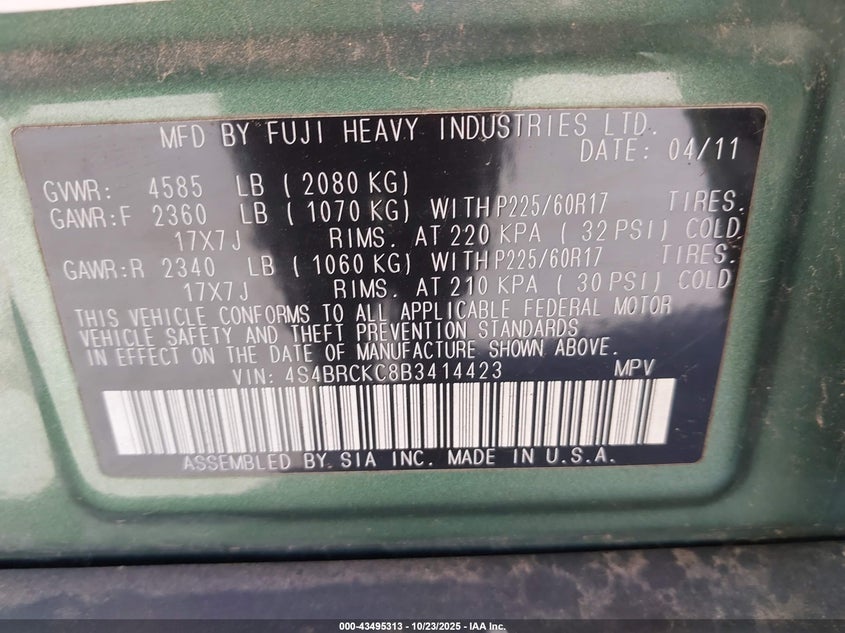 MFD BY FUJI HEAVY INDUSTRIES LTD.
DATE: 04/11
GVWR: 4585 LB ( 2080 KG)
GAWR:F 2360 LB ( 1070 KG) WITH P225/60R17 TIRES.
17X7J RIMS. AT 220 KPA ( 32 PSI) COLD
GAWR:R 2340 LB ( 1060 KG) WITH P225/60R17 TIRES.
17X7J RIMS. AT 210 KPA ( 30 PSI) COLD
THIS VEHICLE CONFORMS TO ALL APPLICABLE FEDERAL MOTOR
VEHICLE SAFETY AND THEFT PREVENTION STANDARDS
IN EFFECT ON THE DATE OF MANUFACTURE SHOWN ABOVE.
VIN: 4S4BRCKC8B3414423 MPV
ASSEMBLED BY SIA INC. MADE IN U.S.A.
000-43495313 - 10/23/2025 - IAA Inc.